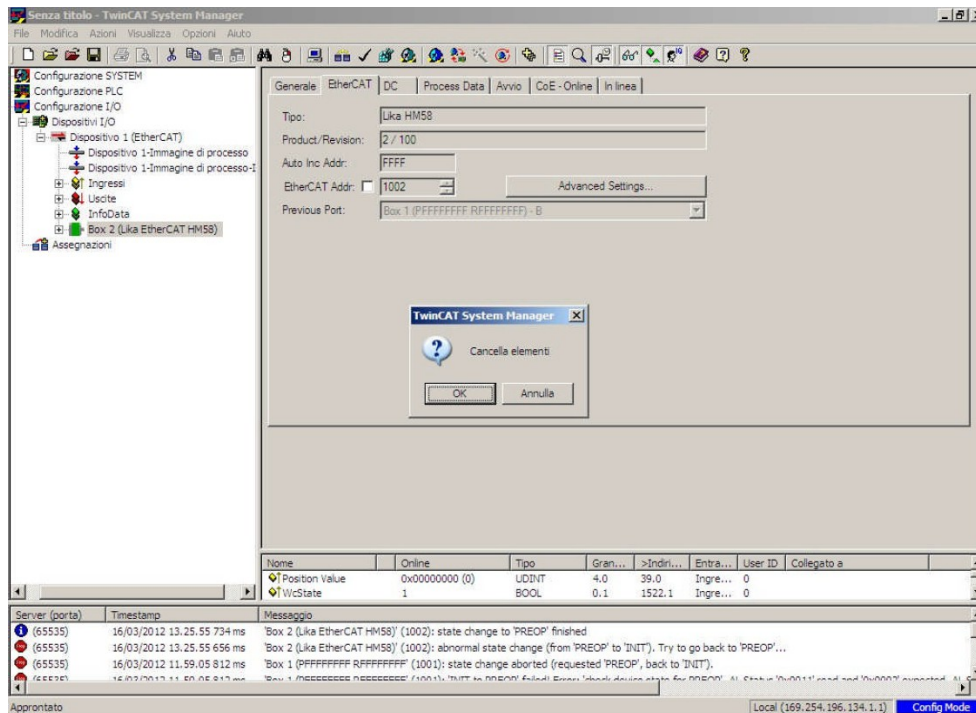 Senza titolo - TwinCAT System Manager
File Modifica Azioni Visualizza Opzioni Aiuto
Configurazione SYSTEM
Configurazione PLC
Configurazione I/O
Dispositivi I/O
Dispositivo 1 (EtherCAT)
Dispositivo 1-Immagine di processo
Dispositivo 1-Immagine di processo-I
Ingressi
Uscite
InfoData
Box 2 (Lika EtherCAT HM58)
Assegnazioni
Generale EtherCAT DC Process Data Avvio CoE - Online In linea
Tipo: Lika HM58
Product/Revision: 2 / 100
Auto Inc Addr: FFFF
EtherCAT Addr: 1002 Advanced Settings...
Previous Port: Box 1 (PFFFFFFFF RFFFFFFFF) - B
TwinCAT System Manager
Cancella elementi
OK Annulla
Nome Online Tipo Gran... >Indiri... Entra... User ID Collegato a
Position Value 0x00000000 (0) UDINT 4.0 39.0 Ingre... 0
WcState 1 BOOL 0.1 1522.1 Ingre... 0
Server (porta) Timestamp Messaggio
(65535) 16/03/2012 13.25.55 734 ms 'Box 2 (Lika EtherCAT HM58)' (1002): state change to 'PREOP' finished
(65535) 16/03/2012 13.25.55 656 ms 'Box 2 (Lika EtherCAT HM58)' (1002): abnormal state change (from 'PREOP' to 'INIT'). Try to go back to 'PREOP'...
(65535) 16/03/2012 11.59.05 812 ms 'Box 1 (PFFFFFFFF RFFFFFFFF)' (1001): state change aborted (requested 'PREOP', back to 'INIT').
Approntato Local (169.254.196.134.1.1) Config Mode